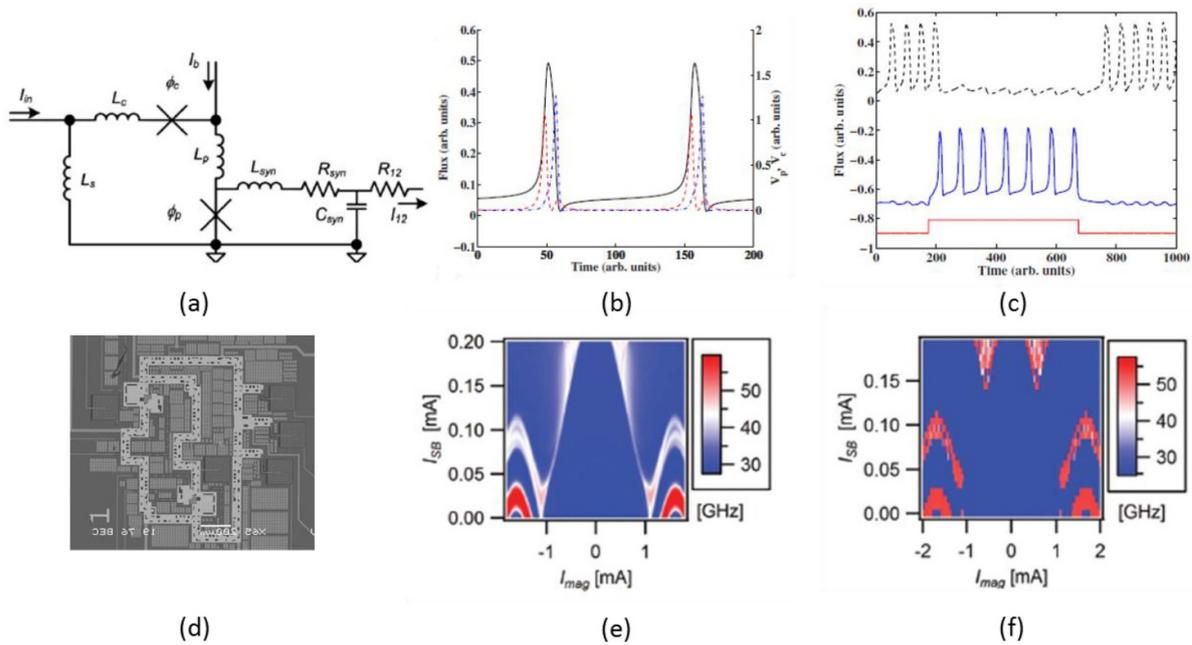 I_in
L_c
ϕ_c
I_b
L_s
L_p
ϕ_p
L_syn
R_syn
C_syn
R_12
I_12
(a)
Flux (arb. units)
0.6
0.5
0.4
0.3
0.2
0.1
0
-0.1
0
50
100
150
200
Time (arb. units)
2
1.5
1
0.5
0
V_p, V_c (arb. units)
(b)
Flux (arb. units)
0.6
0.4
0.2
0
-0.2
-0.4
-0.6
-0.8
-1
0
200
400
600
800
1000
Time (arb. units)
(c)
(d)
I_SB [mA]
0.20
0.15
0.10
0.05
0.00
-1
0
1
I_mag [mA]
50
40
30
[GHz]
(e)
I_SB [mA]
0.15
0.10
0.05
0.00
-2
-1
0
1
2
I_mag [mA]
50
40
30
[GHz]
(f)